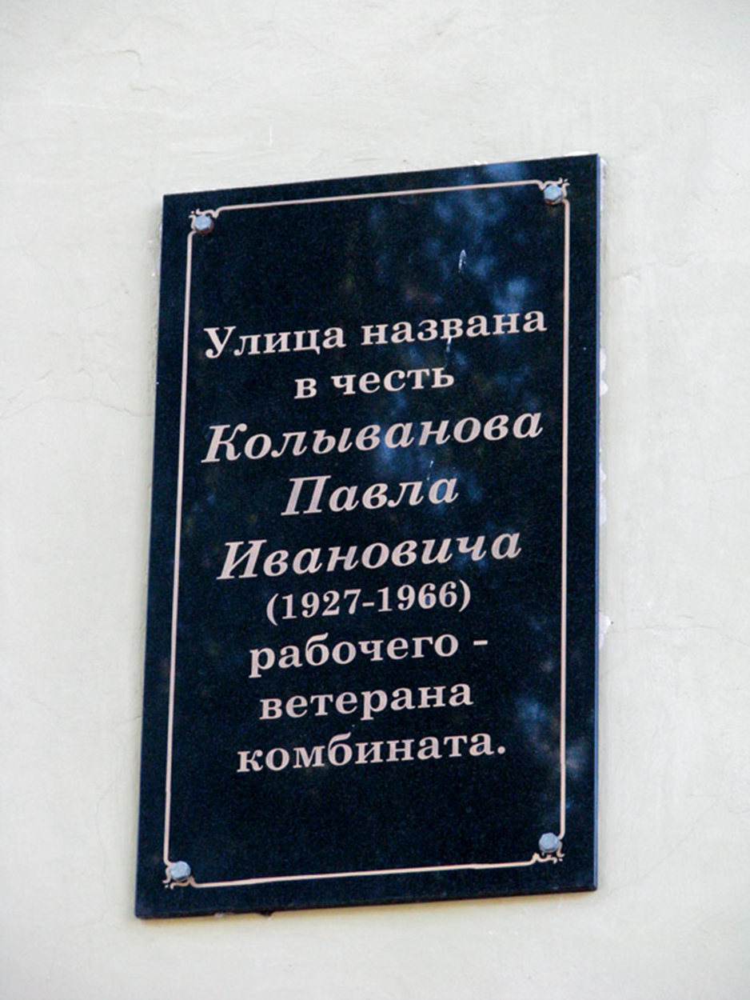 Улица названа
в честь
Колыванова
Павла
Ивановича
(1927-1966)
рабочего -
ветерана
комбината.